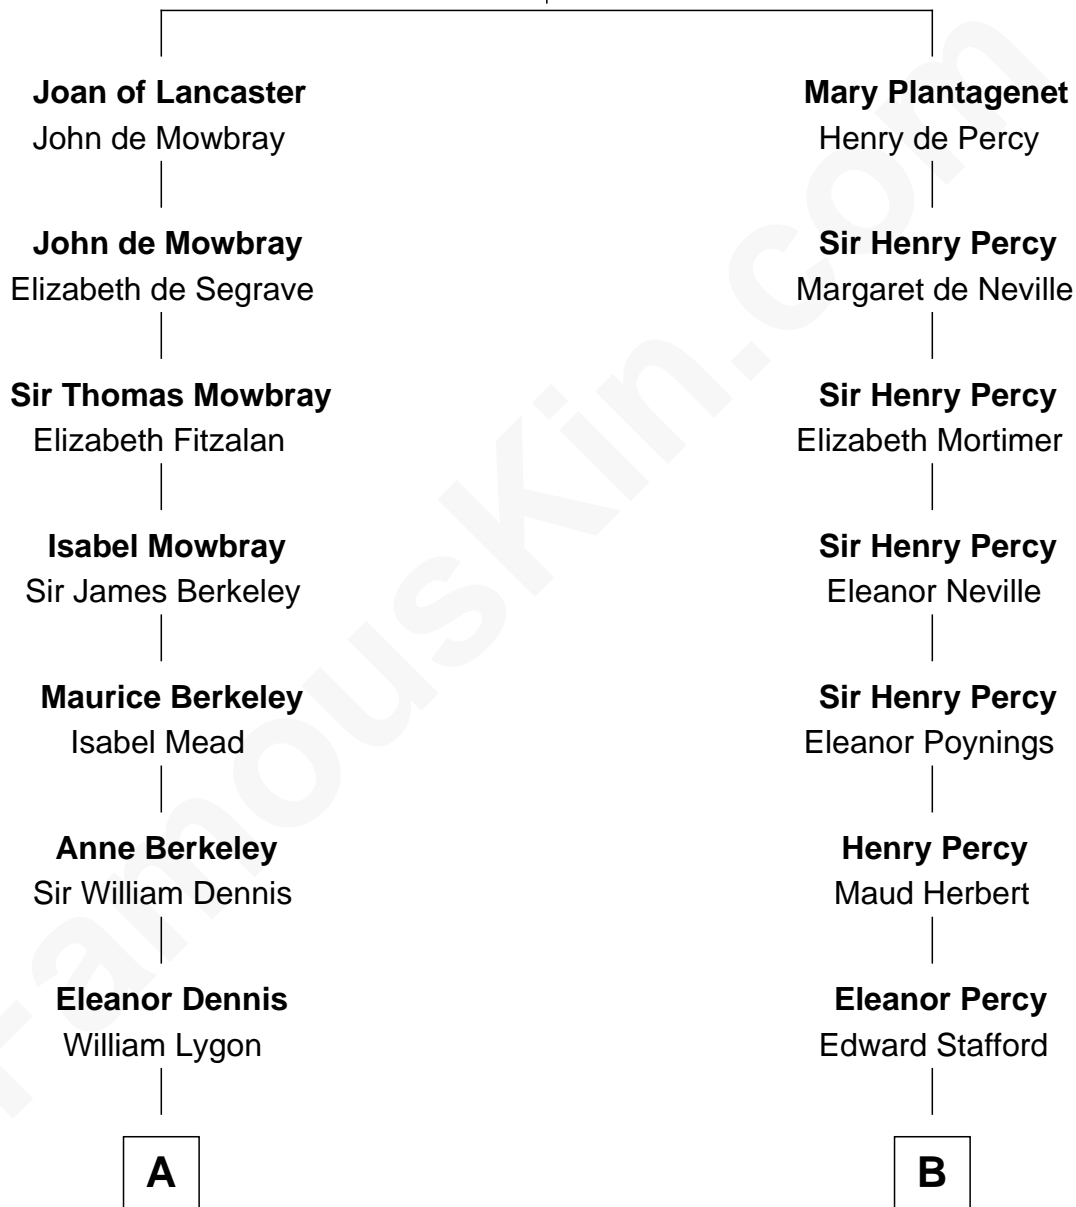 Joan of Lancaster
John de Mowbray
John de Mowbray
Elizabeth de Segrave
Sir Thomas Mowbray
Elizabeth Fitzalan
Isabel Mowbray
Sir James Berkeley
Maurice Berkeley
Isabel Mead
Anne Berkeley
Sir William Dennis
Eleanor Dennis
William Lygon
A
Mary Plantagenet
Henry de Percy
Sir Henry Percy
Margaret de Neville
Sir Henry Percy
Elizabeth Mortimer
Sir Henry Percy
Eleanor Neville
Sir Henry Percy
Eleanor Poynings
Henry Percy
Maud Herbert
Eleanor Percy
Edward Stafford
B
FamousKin.com